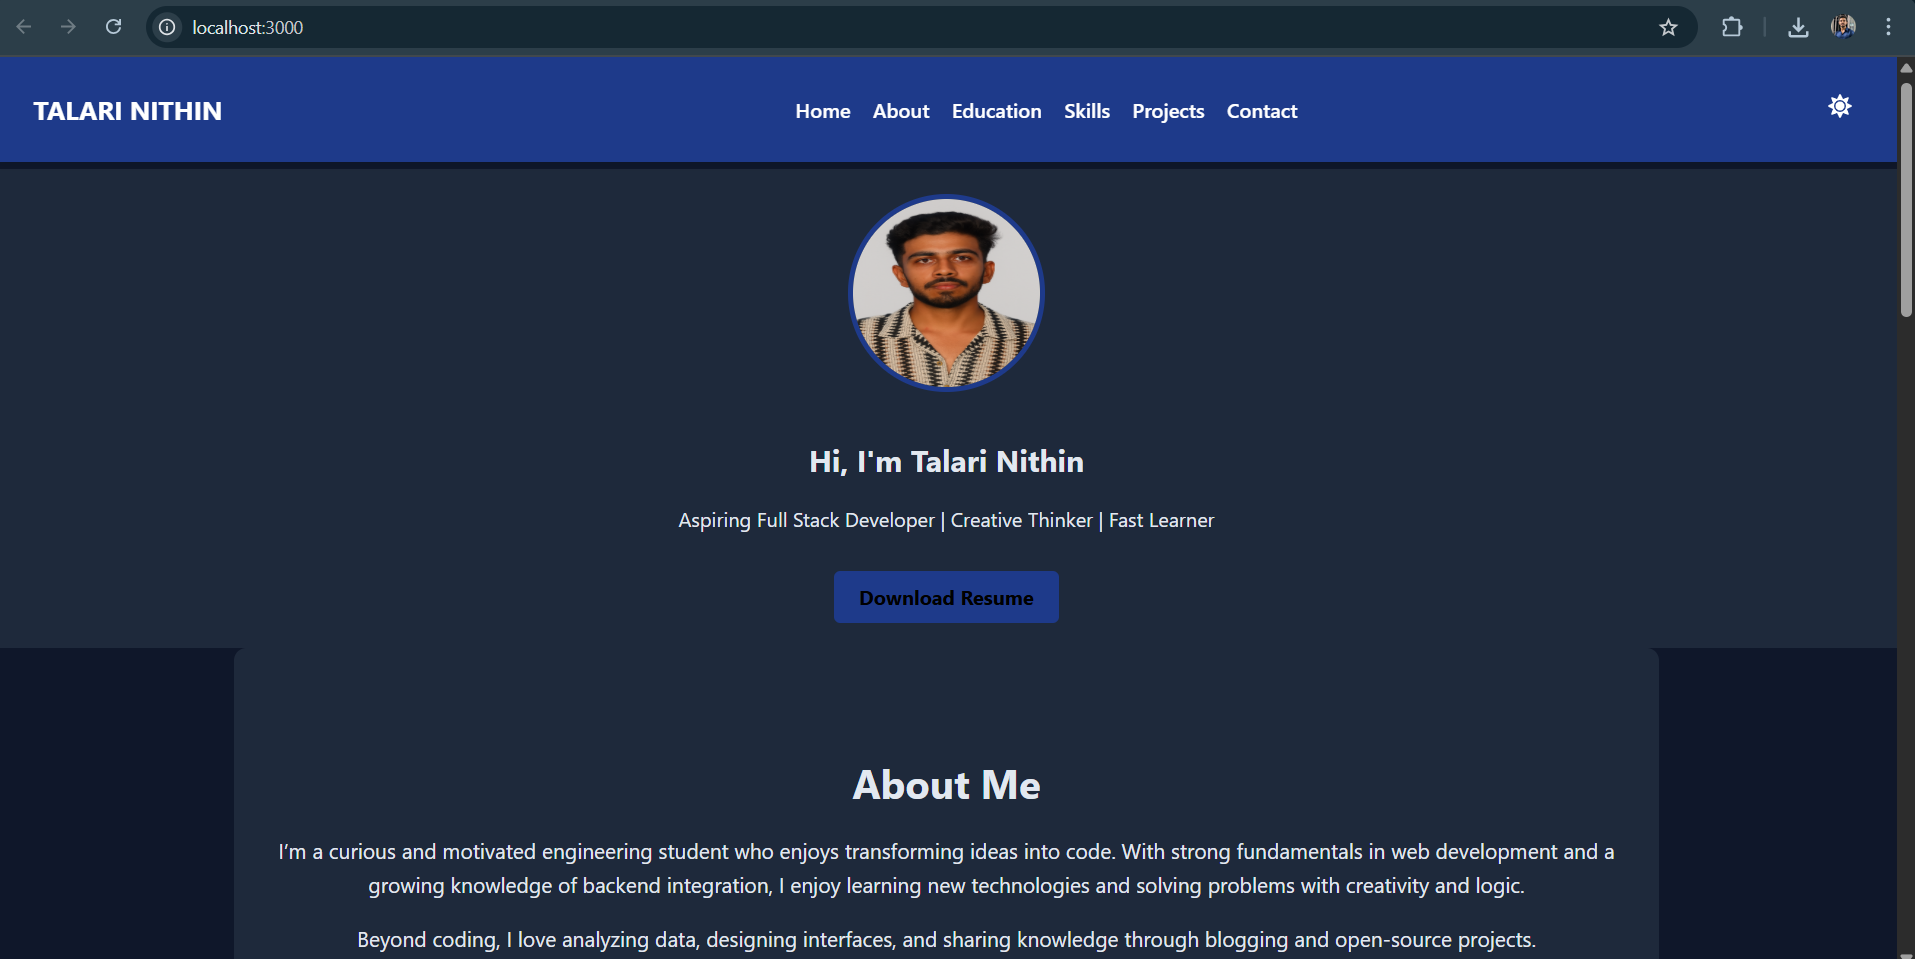 localhost:3000
TALARI NITHIN
Home About Education Skills Projects Contact
Hi, I'm Talari Nithin
Aspiring Full Stack Developer | Creative Thinker | Fast Learner
Download Resume
About Me
I’m a curious and motivated engineering student who enjoys transforming ideas into code. With strong fundamentals in web development and a
growing knowledge of backend integration, I enjoy learning new technologies and solving problems with creativity and logic.
Beyond coding, I love analyzing data, designing interfaces, and sharing knowledge through blogging and open-source projects.